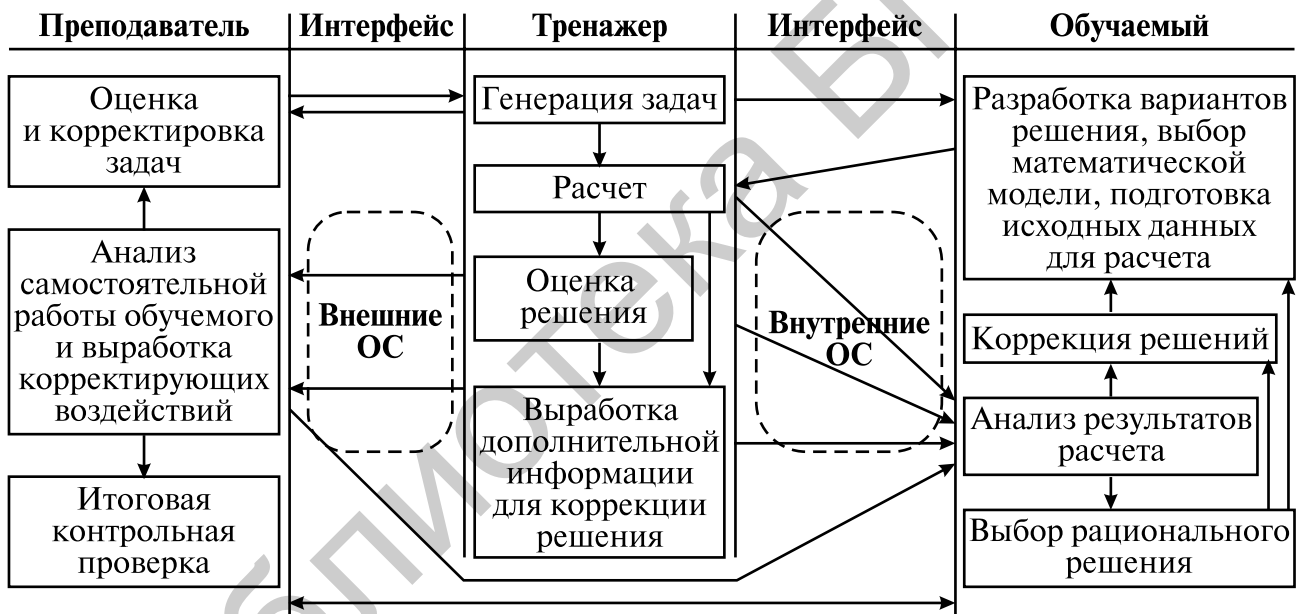 Преподаватель
Интерфейс
Тренажер
Интерфейс
Обучаемый
Оценка
и корректировка
задач
Анализ
самостоятельной
работы обучемого
и выработка
корректирующих
воздействий
Итоговая
контрольная
проверка
Внешние
ОС
Генерация задач
Расчет
Оценка
решения
Выработка
дополнительной
информации
для коррекции
решения
Внутренние
ОС
Разработка вариантов
решения, выбор
математической
модели, подготовка
исходных данных
для расчета
Коррекция решений
Анализ результатов
расчета
Выбор рационального
решения